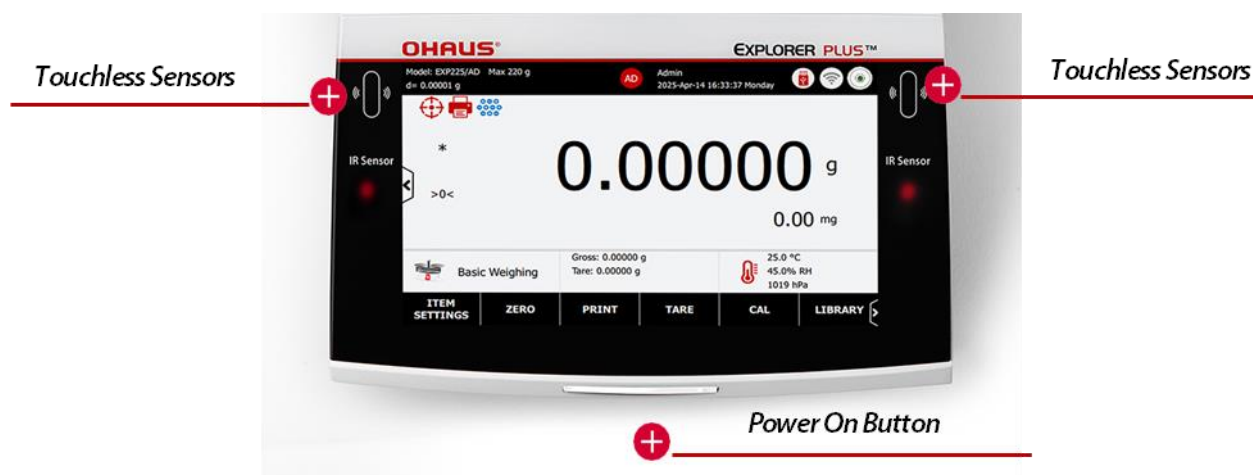 OHAUS®
EXPLORER PLUS™
Touchless Sensors
Touchless Sensors
Model: EXP225/AD Max 220 g
d= 0.00001 g
AD
Admin
2025-Apr-14 16:33:37 Monday
IR Sensor
IR Sensor
*
0.00000 g
>0<
0.00 mg
Basic Weighing
Gross: 0.00000 g
Tare: 0.00000 g
25.0 °C
45.0% RH
1019 hPa
ITEM
SETTINGS
ZERO
PRINT
TARE
CAL
LIBRARY
Power On Button